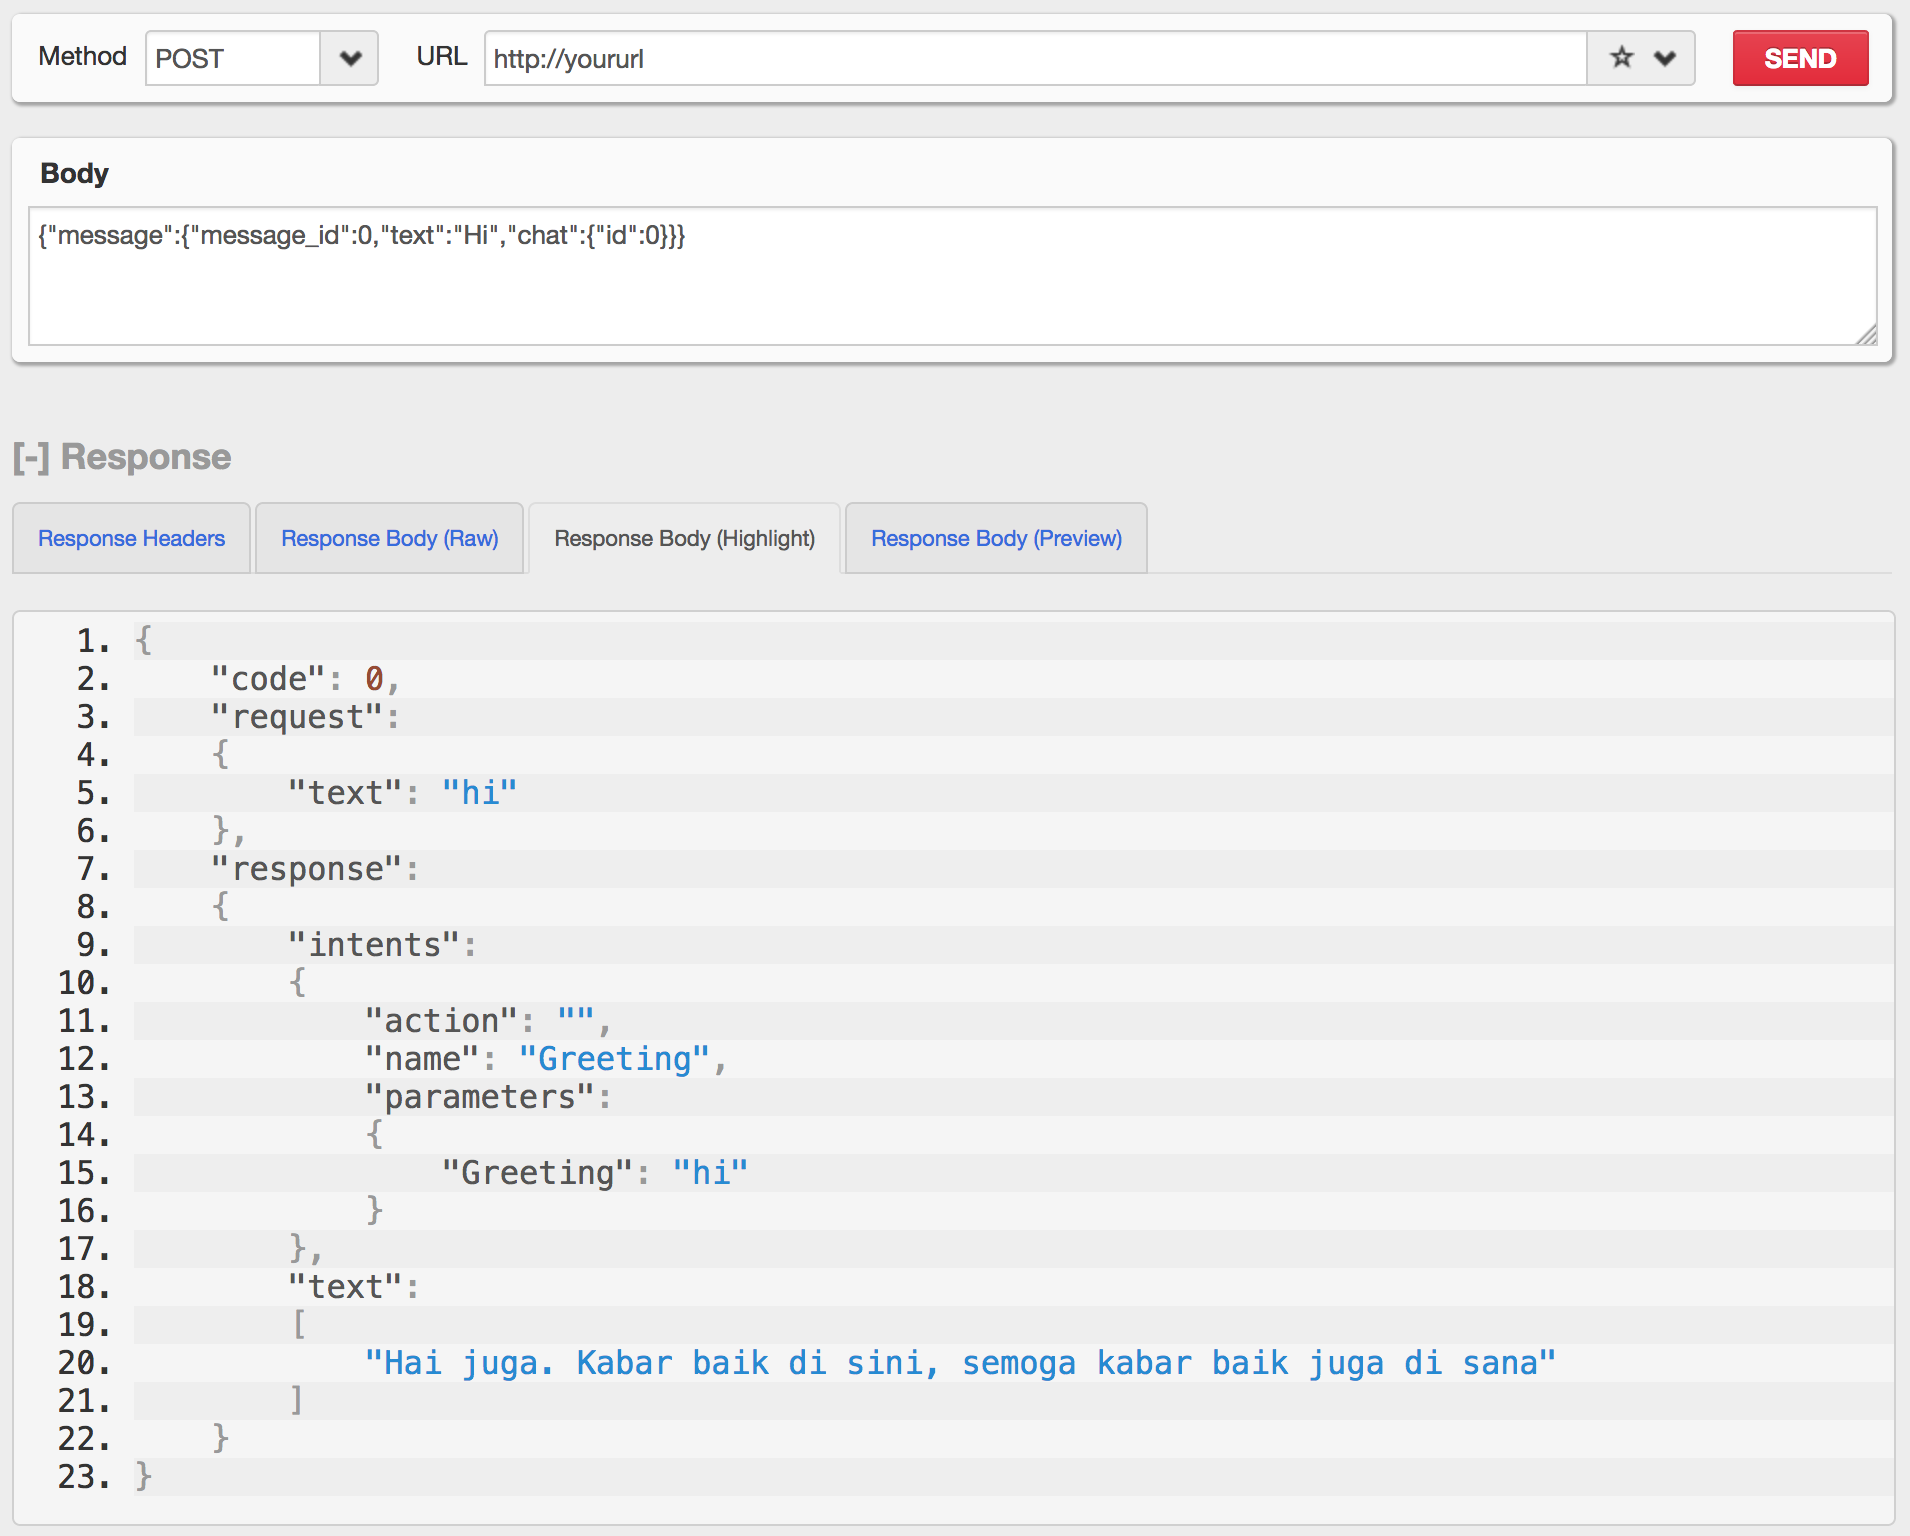 Method POST URL http://yoururl SEND
Body
{"message":{"message_id":0,"text":"Hi","chat":{"id":0}}}
[-] Response
Response Headers Response Body (Raw) Response Body (Highlight) Response Body (Preview)
1. {
2.     "code": 0,
3.     "request":
4.     {
5.         "text": "hi"
6.     },
7.     "response":
8.     {
9.         "intents":
10.         {
11.             "action": "",
12.             "name": "Greeting",
13.             "parameters":
14.             {
15.                 "Greeting": "hi"
16.             }
17.         },
18.         "text":
19.         [
20.             "Hai juga. Kabar baik di sini, semoga kabar baik juga di sana"
21.         ]
22.     }
23. }